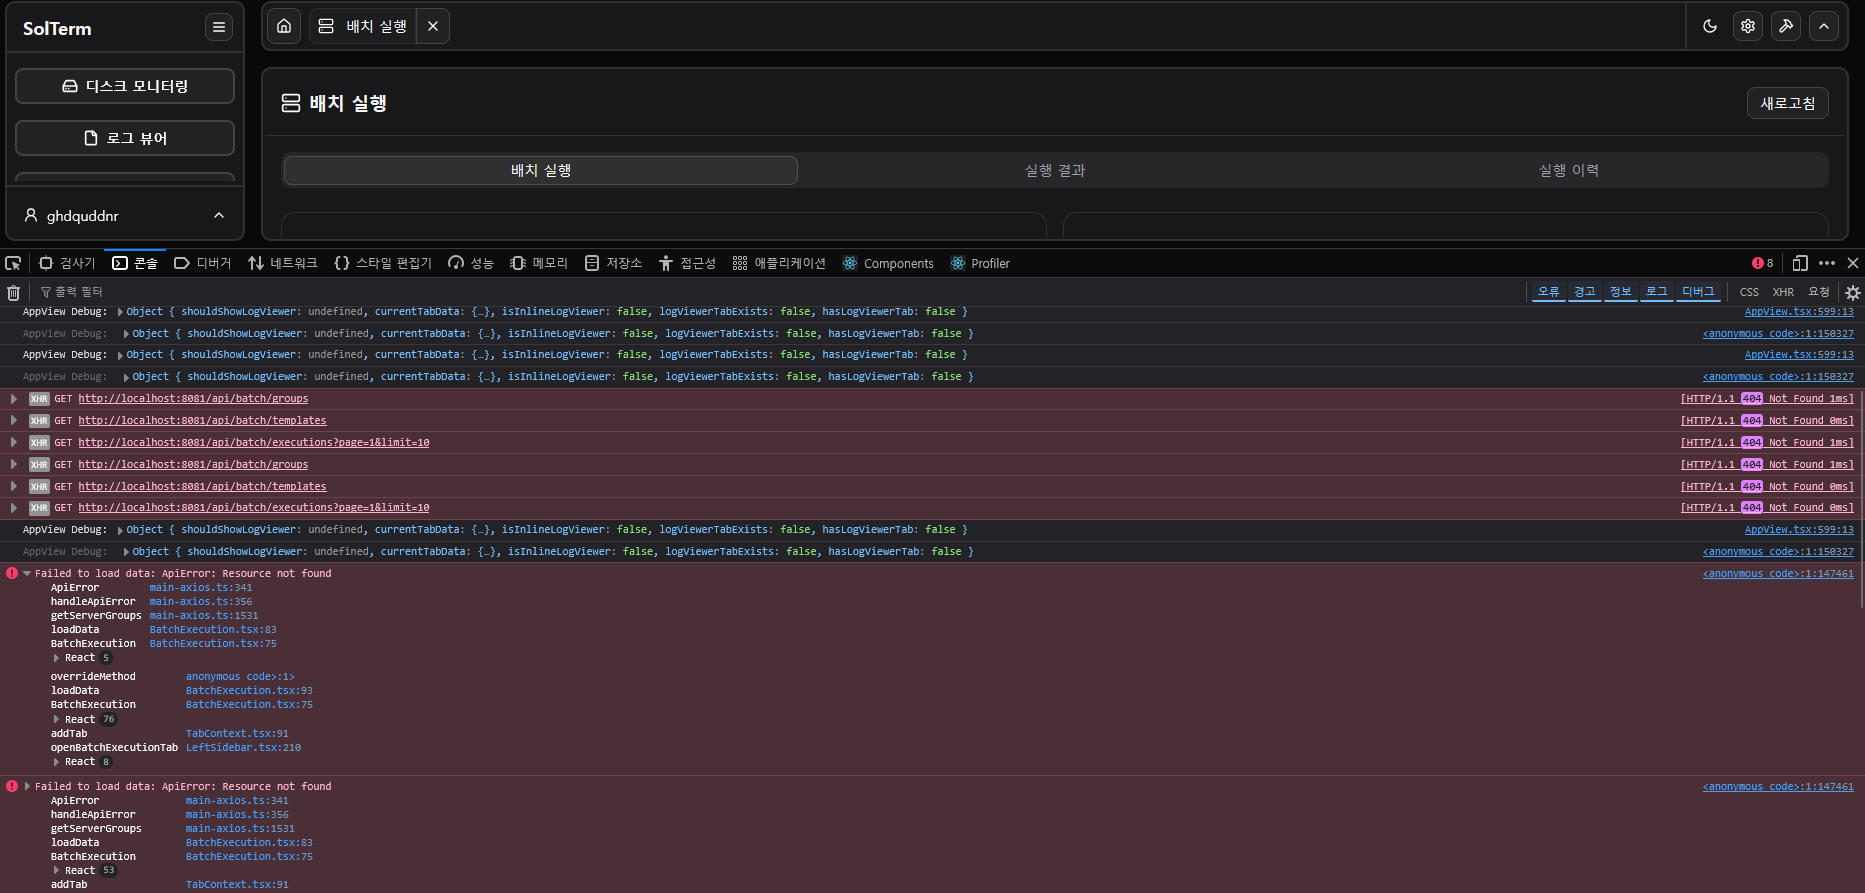 SolTerm
배치 실행
디스크 모니터링
로그 뷰어
ghdquddnr
배치 실행
새로고침
배치 실행 실행 결과 실행 이력
검사기 콘솔 디버거 네트워크 스타일 편집기 성능 메모리 저장소 접근성 애플리케이션 Components Profiler 8
출력 필터 오류 경고 정보 로그 디버그 CSS XHR 요청
AppView Debug: Object { shouldShowLogViewer: undefined, currentTabData: {…}, isInlineLogViewer: false, logViewerTabExists: false, hasLogViewerTab: false } AppView.tsx:599:13
AppView Debug: Object { shouldShowLogViewer: undefined, currentTabData: {…}, isInlineLogViewer: false, logViewerTabExists: false, hasLogViewerTab: false } <anonymous code>:1:150327
AppView Debug: Object { shouldShowLogViewer: undefined, currentTabData: {…}, isInlineLogViewer: false, logViewerTabExists: false, hasLogViewerTab: false } AppView.tsx:599:13
AppView Debug: Object { shouldShowLogViewer: undefined, currentTabData: {…}, isInlineLogViewer: false, logViewerTabExists: false, hasLogViewerTab: false } <anonymous code>:1:150327
XHR GET http://localhost:8081/api/batch/groups [HTTP/1.1 404 Not Found 1ms]
XHR GET http://localhost:8081/api/batch/templates [HTTP/1.1 404 Not Found 0ms]
XHR GET http://localhost:8081/api/batch/executions?page=1&limit=10 [HTTP/1.1 404 Not Found 1ms]
XHR GET http://localhost:8081/api/batch/groups [HTTP/1.1 404 Not Found 1ms]
XHR GET http://localhost:8081/api/batch/templates [HTTP/1.1 404 Not Found 0ms]
XHR GET http://localhost:8081/api/batch/executions?page=1&limit=10 [HTTP/1.1 404 Not Found 0ms]
AppView Debug: Object { shouldShowLogViewer: undefined, currentTabData: {…}, isInlineLogViewer: false, logViewerTabExists: false, hasLogViewerTab: false } AppView.tsx:599:13
AppView Debug: Object { shouldShowLogViewer: undefined, currentTabData: {…}, isInlineLogViewer: false, logViewerTabExists: false, hasLogViewerTab: false } <anonymous code>:1:150327
Failed to load data: ApiError: Resource not found <anonymous code>:1:147461
ApiError main-axios.ts:341
handleApiError main-axios.ts:356
getServerGroups main-axios.ts:1531
loadData BatchExecution.tsx:83
BatchExecution BatchExecution.tsx:75
React 5
overrideMethod anonymous code>:1>
loadData BatchExecution.tsx:93
BatchExecution BatchExecution.tsx:75
React 76
addTab TabContext.tsx:91
openBatchExecutionTab LeftSidebar.tsx:210
React 8
Failed to load data: ApiError: Resource not found <anonymous code>:1:147461
ApiError main-axios.ts:341
handleApiError main-axios.ts:356
getServerGroups main-axios.ts:1531
loadData BatchExecution.tsx:83
BatchExecution BatchExecution.tsx:75
React 53
addTab TabContext.tsx:91